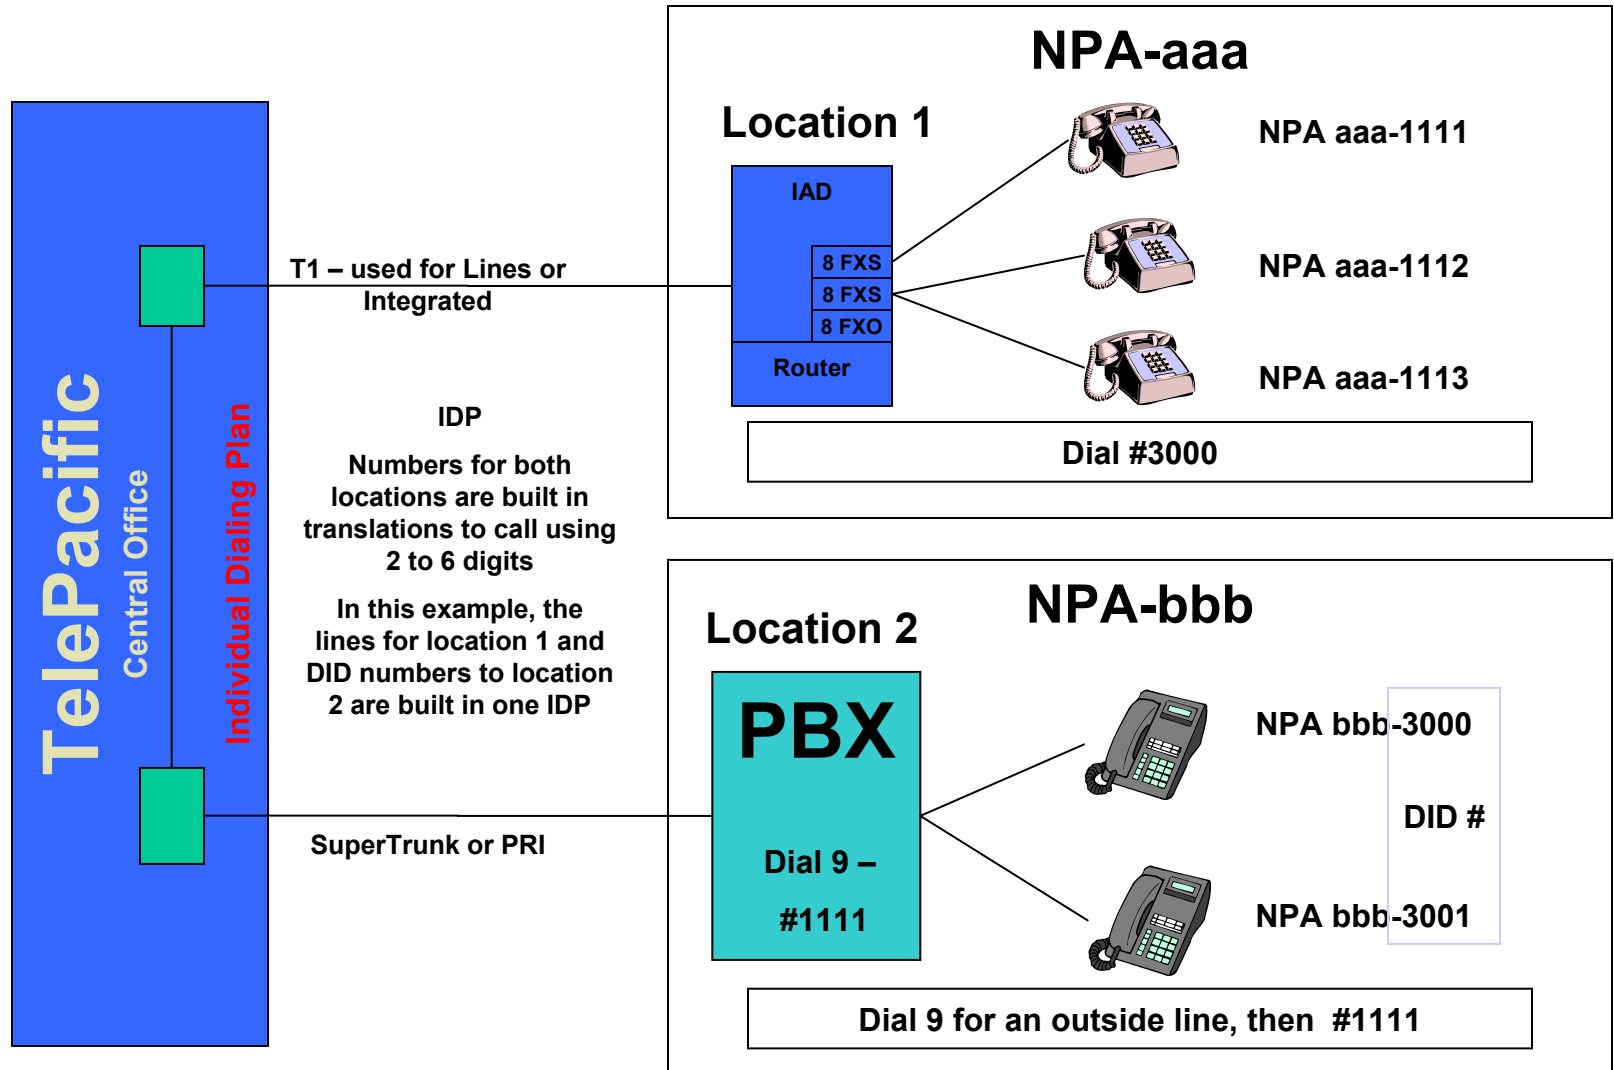 TelePacific
Central Office
Individual Dialing Plan
T1 – used for Lines or
Integrated
IDP
Numbers for both
locations are built in
translations to call using
2 to 6 digits
In this example, the
lines for location 1 and
DID numbers to location
2 are built in one IDP
SuperTrunk or PRI
NPA-aaa
Location 1
IAD
8 FXS
8 FXS
8 FXO
Router
NPA aaa-1111
NPA aaa-1112
NPA aaa-1113
Dial #3000
NPA-bbb
Location 2
PBX
Dial 9 –
#1111
NPA bbb-3000
DID #
NPA bbb-3001
Dial 9 for an outside line, then #1111